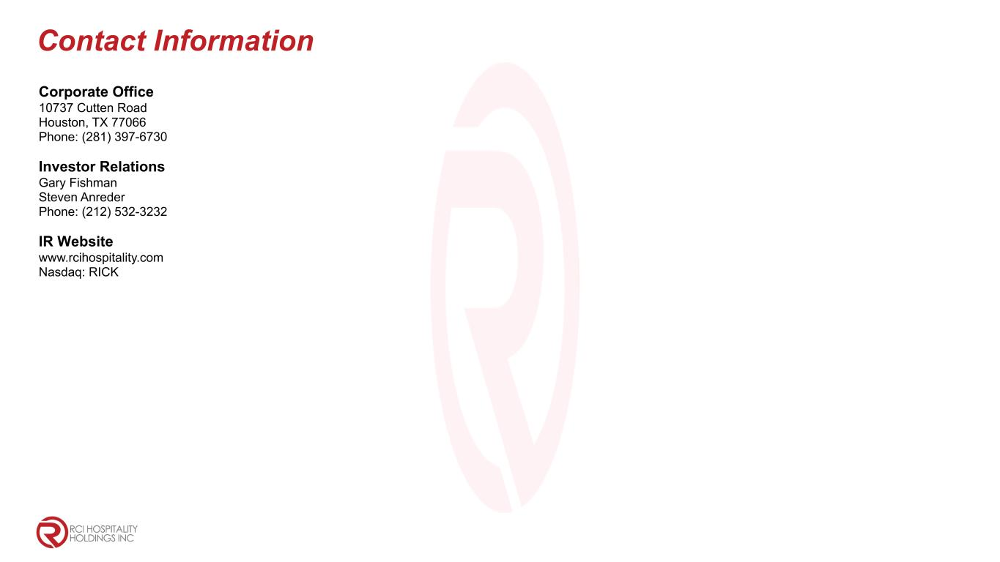 Contact Information
Corporate Office
10737 Cutten Road
Houston, TX 77066
Phone: (281) 397-6730
Investor Relations
Gary Fishman
Steven Anreder
Phone: (212) 532-3232
IR Website
www.rcihospitality.com
Nasdaq: RICK
RCI HOSPITALITY
HOLDINGS INC